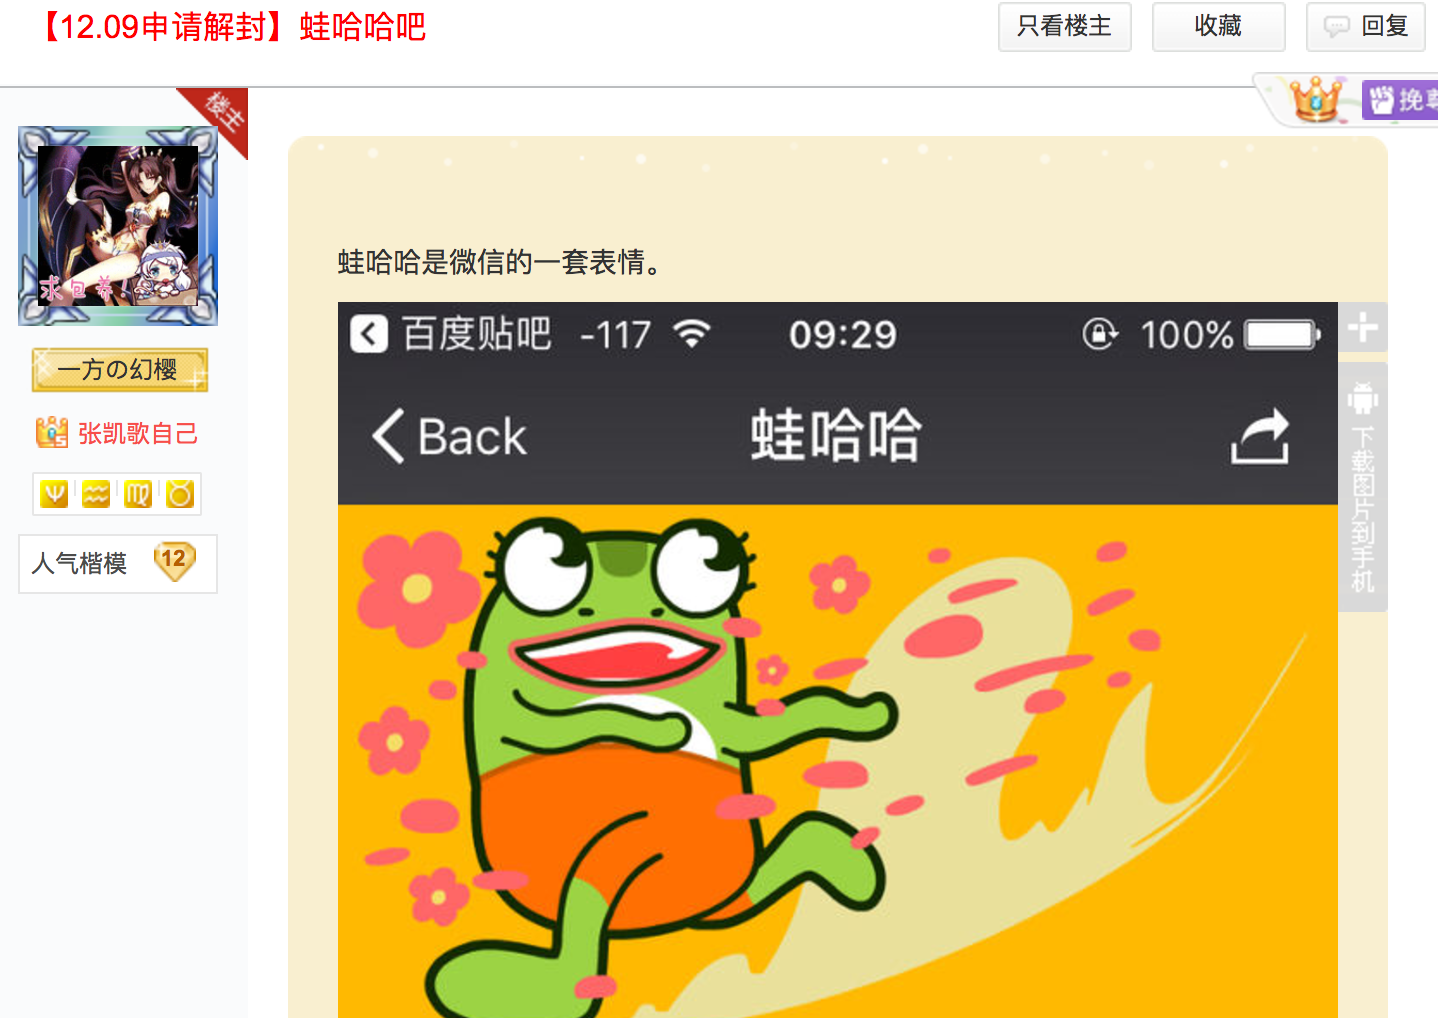 【12.09申请解封】蛙哈哈吧
只看楼主
收藏
回复
楼主
挽尊
求包养!
一方の幻樱
张凯歌自己
人气楷模 12
蛙哈哈是微信的一套表情。
百度贴吧 -117 09:29 100%
Back 蛙哈哈
下载图片到手机